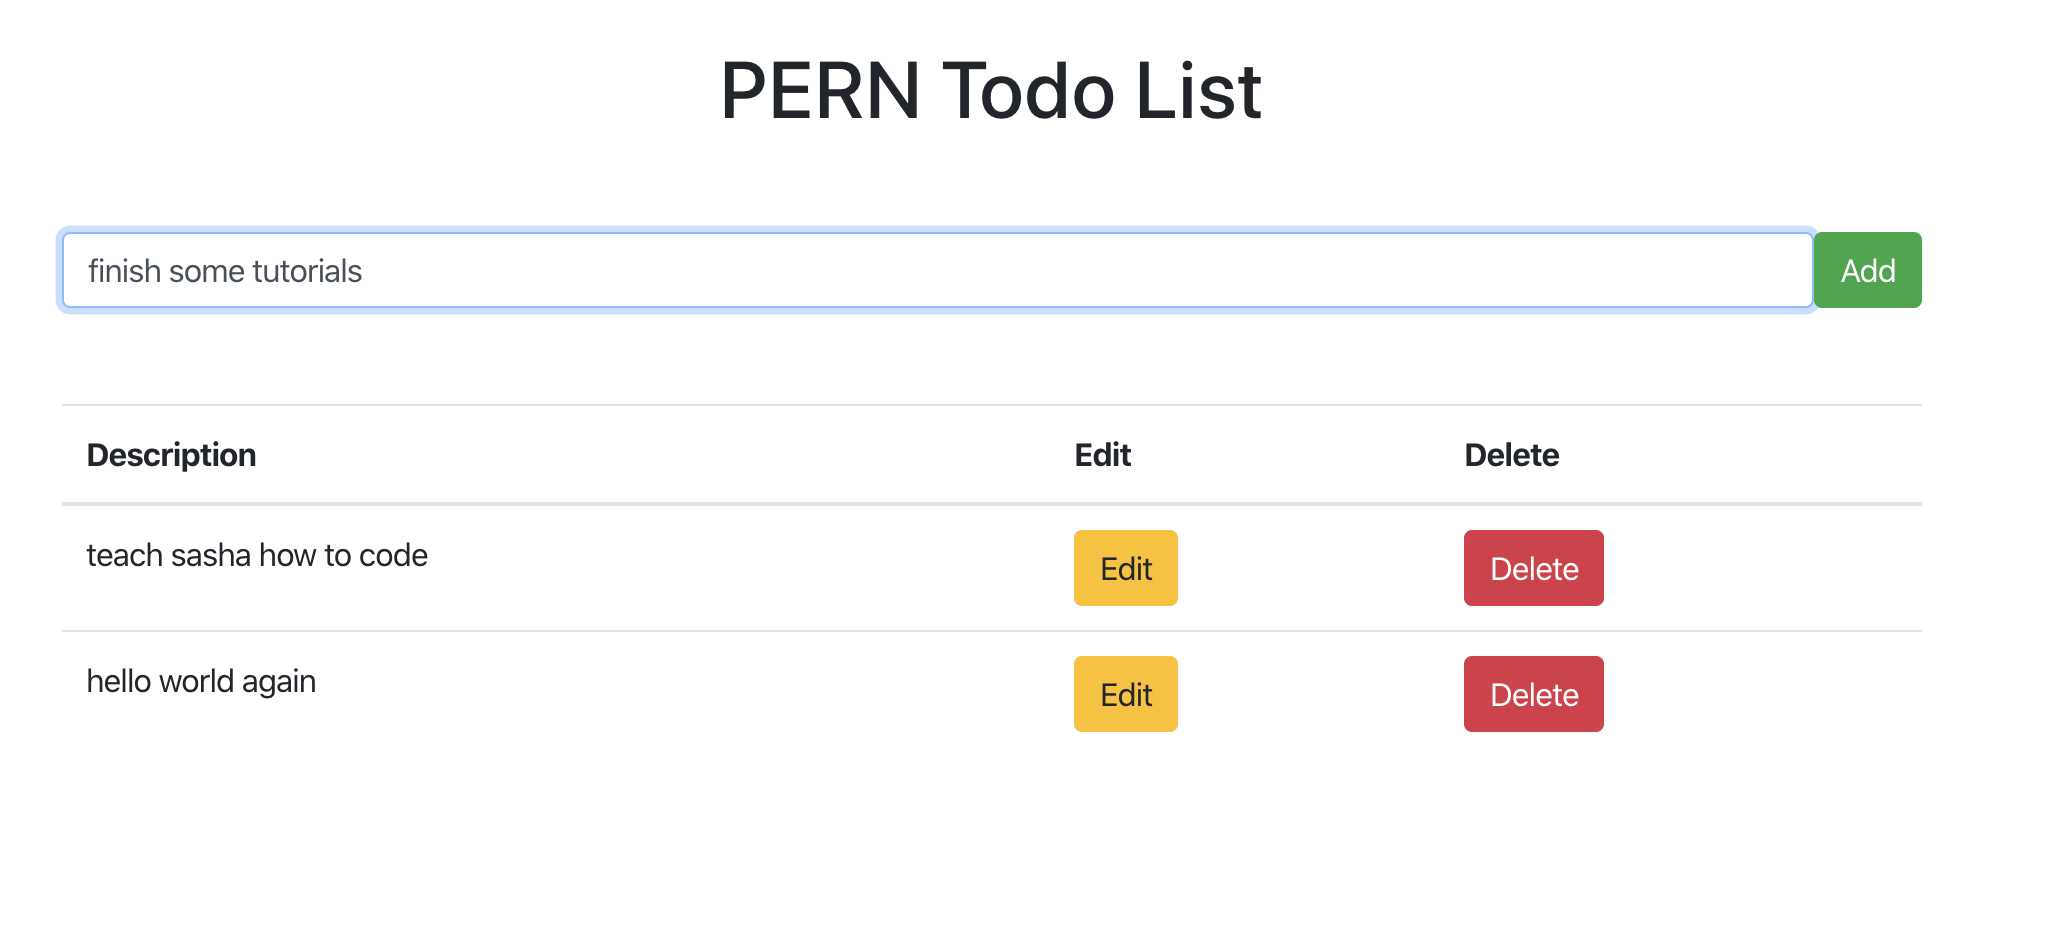 PERN Todo List
finish some tutorials Add
Description Edit Delete
teach sasha how to code Edit Delete
hello world again Edit Delete